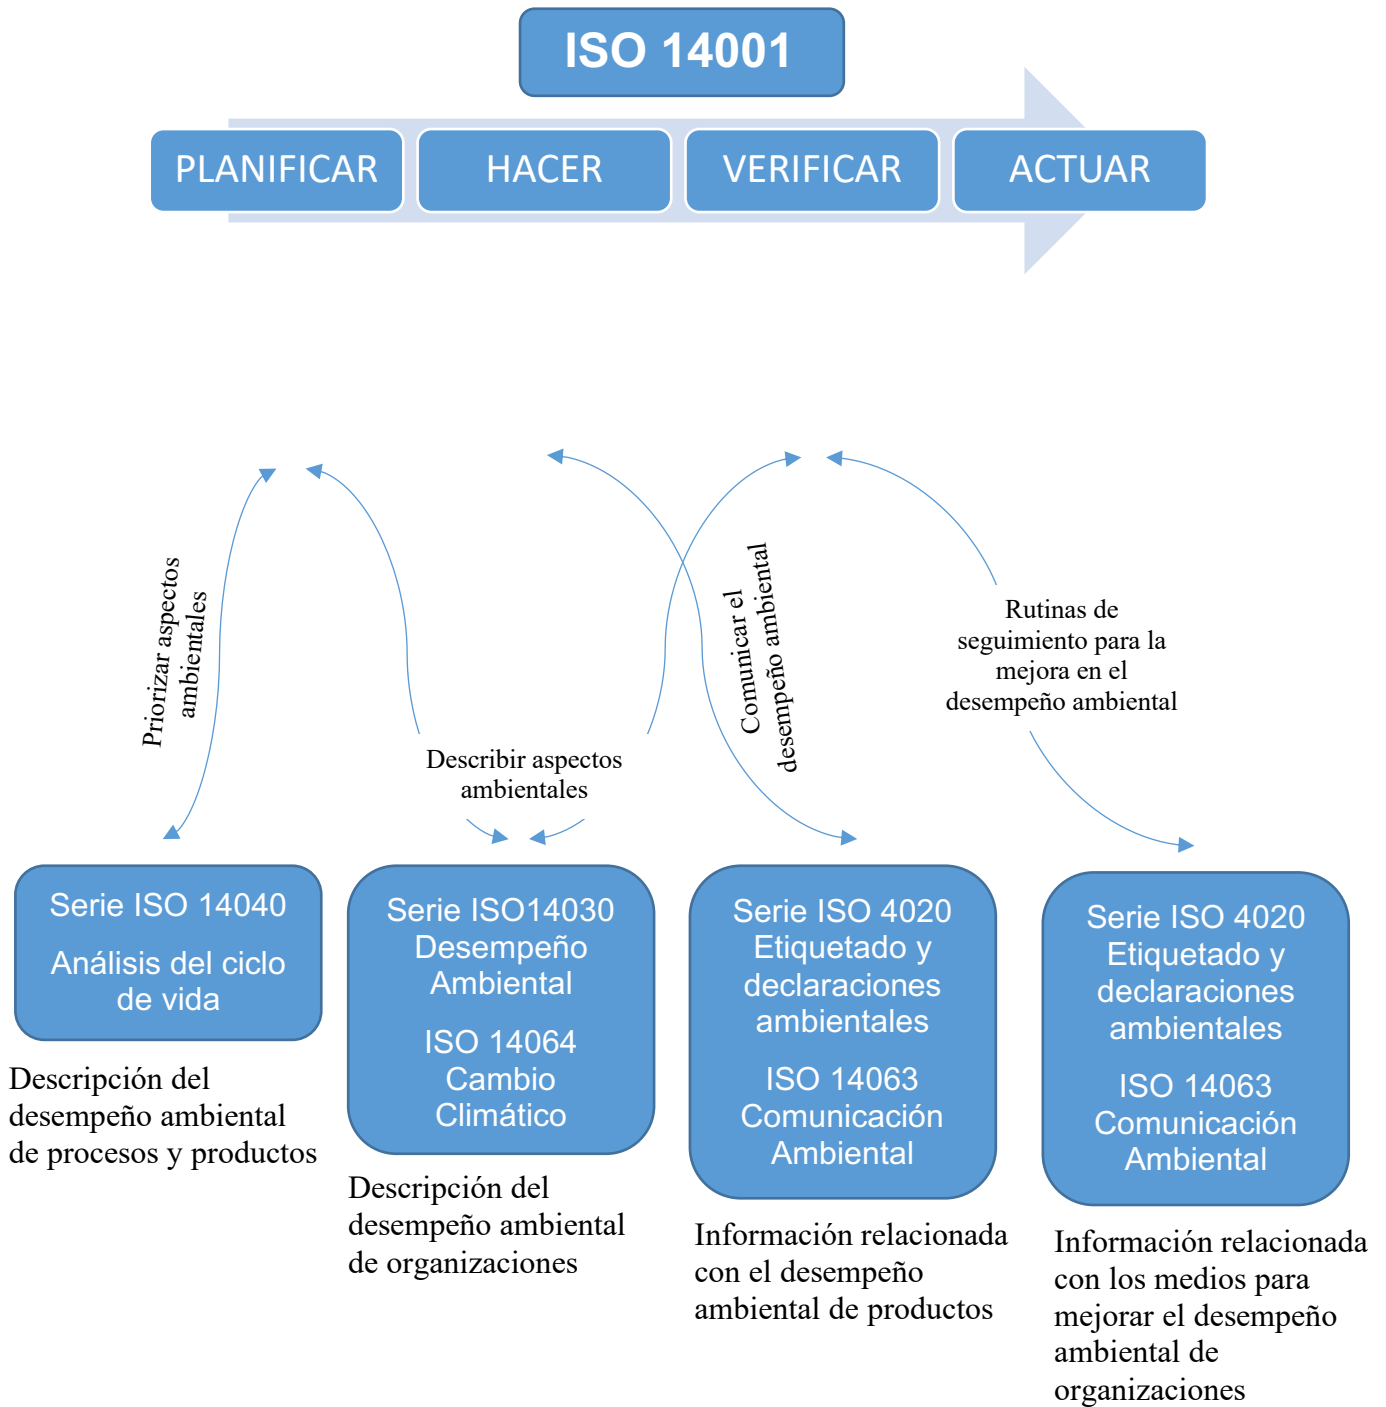 ISO 14001
PLANIFICAR
HACER
VERIFICAR
ACTUAR
Priorizar aspectos
ambientales
Describir aspectos
ambientales
Comunicar el
desempeño ambiental
Rutinas de
seguimiento para la
mejora en el
desempeño ambiental
Serie ISO 14040
Análisis del ciclo
de vida
Descripción del
desempeño ambiental
de procesos y productos
Serie ISO14030
Desempeño
Ambiental
ISO 14064
Cambio
Climático
Descripción del
desempeño ambiental
de organizaciones
Serie ISO 4020
Etiquetado y
declaraciones
ambientales
ISO 14063
Comunicación
Ambiental
Información relacionada
con el desempeño
ambiental de productos
Serie ISO 4020
Etiquetado y
declaraciones
ambientales
ISO 14063
Comunicación
Ambiental
Información relacionada
con los medios para
mejorar el desempeño
ambiental de
organizaciones